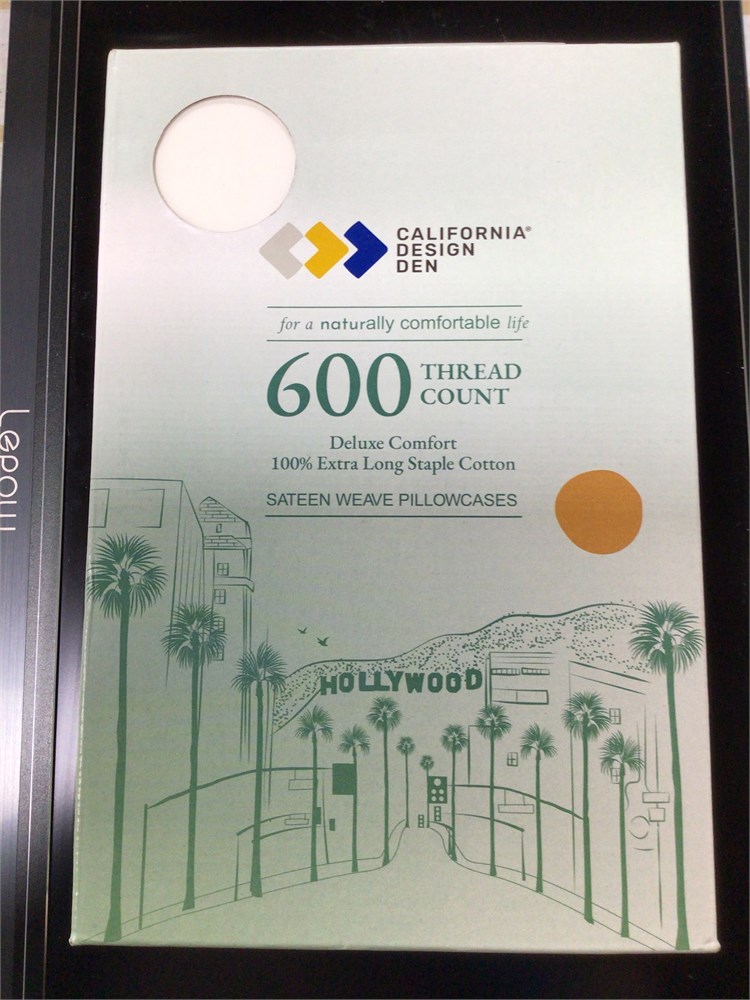 CALIFORNIA®
DESIGN
DEN
for a naturally comfortable life
600 THREAD
COUNT
Deluxe Comfort
100% Extra Long Staple Cotton
SATEEN WEAVE PILLOWCASES
HOLLYWOOD
Lepow